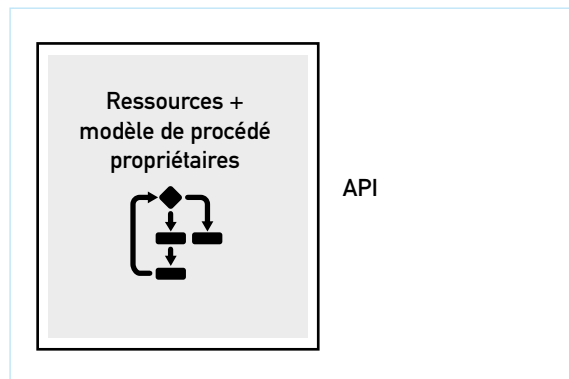 Ressources +
modèle de procédé
propriétaires
API